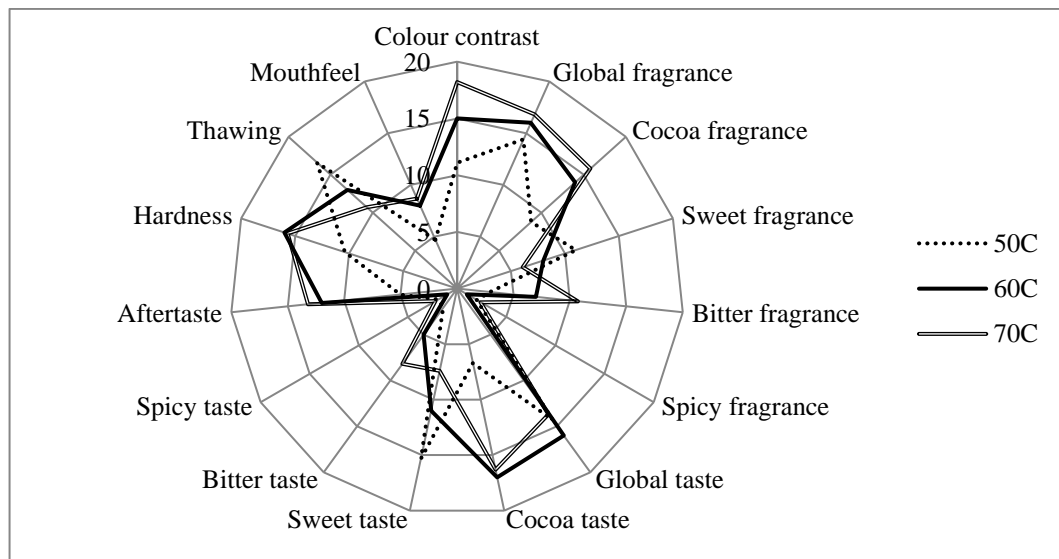 Colour contrast
Global fragrance
Cocoa fragrance
Sweet fragrance
Bitter fragrance
Spicy fragrance
Global taste
Cocoa taste
Sweet taste
Bitter taste
Spicy taste
Aftertaste
Hardness
Thawing
Mouthfeel
20
15
10
5
0
50C
60C
70C